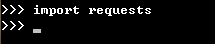 >>> import requests
>>> _